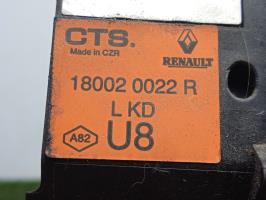 CTS.
Made in CZR
RENAULT
18002 0022 R
L KD
A82
U8